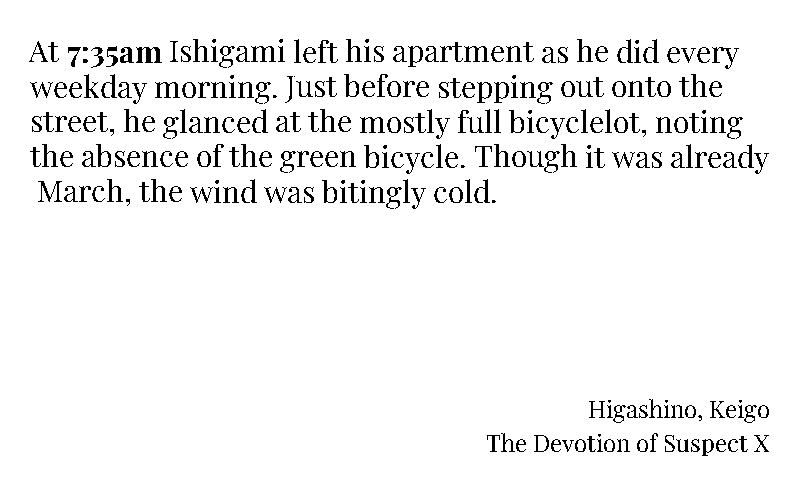 At 7:35am Ishigami left his apartment as he did every
weekday morning. Just before stepping out onto the
street, he glanced at the mostly full bicyclelot, noting
the absence of the green bicycle. Though it was already
March, the wind was bitingly cold.
Higashino, Keigo
The Devotion of Suspect X